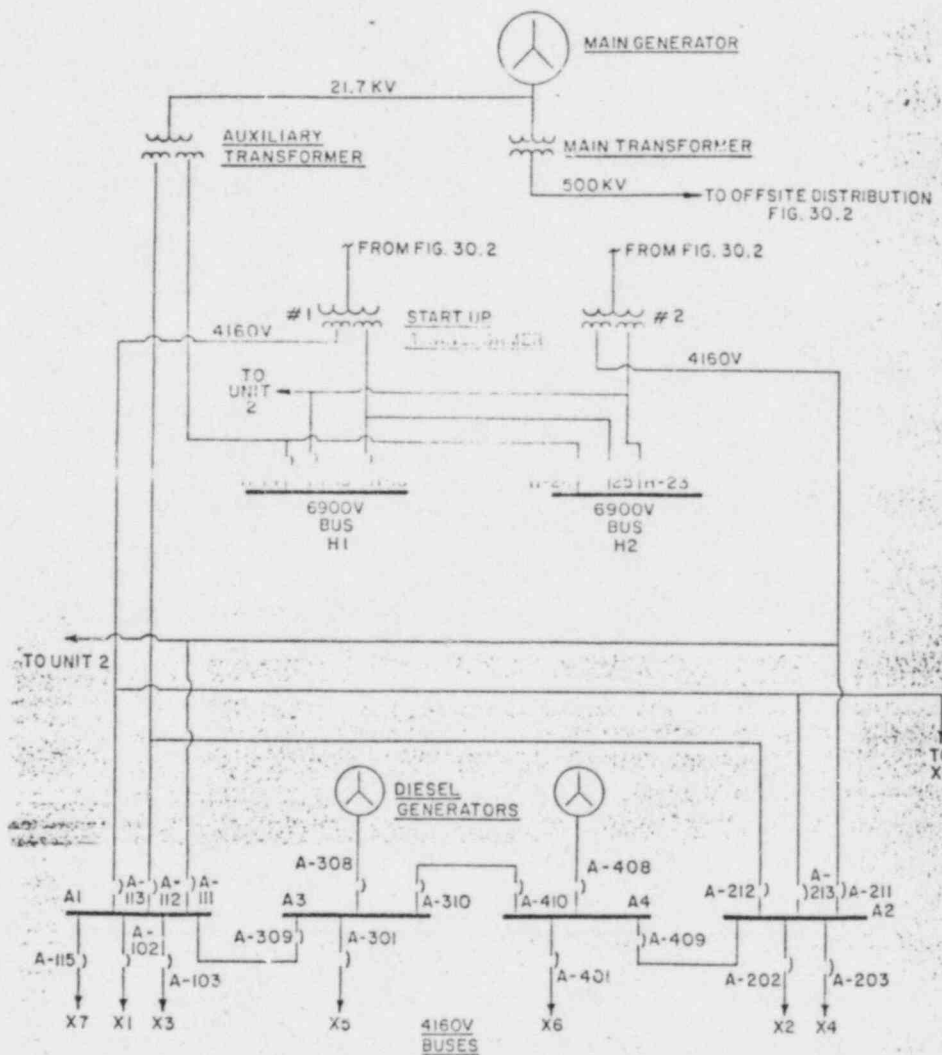 MAIN GENERATOR
21.7 KV
AUXILIARY
TRANSFORMER
MAIN TRANSFORMER
500 KV
TO OFFSITE DISTRIBUTION
FIG. 30.2
FROM FIG. 30.2
FROM FIG. 30.2
#1
START UP
#2
4160V
4160V
TO
UNIT
2
H-23
6900V
BUS
H1
6900V
BUS
H2
TO UNIT 2
DIESEL
GENERATORS
A-308
A-408
A1
A-
113
A-
112
A-
111
A3
A-310
A-410
A4
A-212
A-
213
A-211
A2
A-115
A-
102
A-103
A-309
A-301
A-401
A-409
A-202
A-203
X7
X1
X3
X5
4160V
BUSES
X6
X2
X4